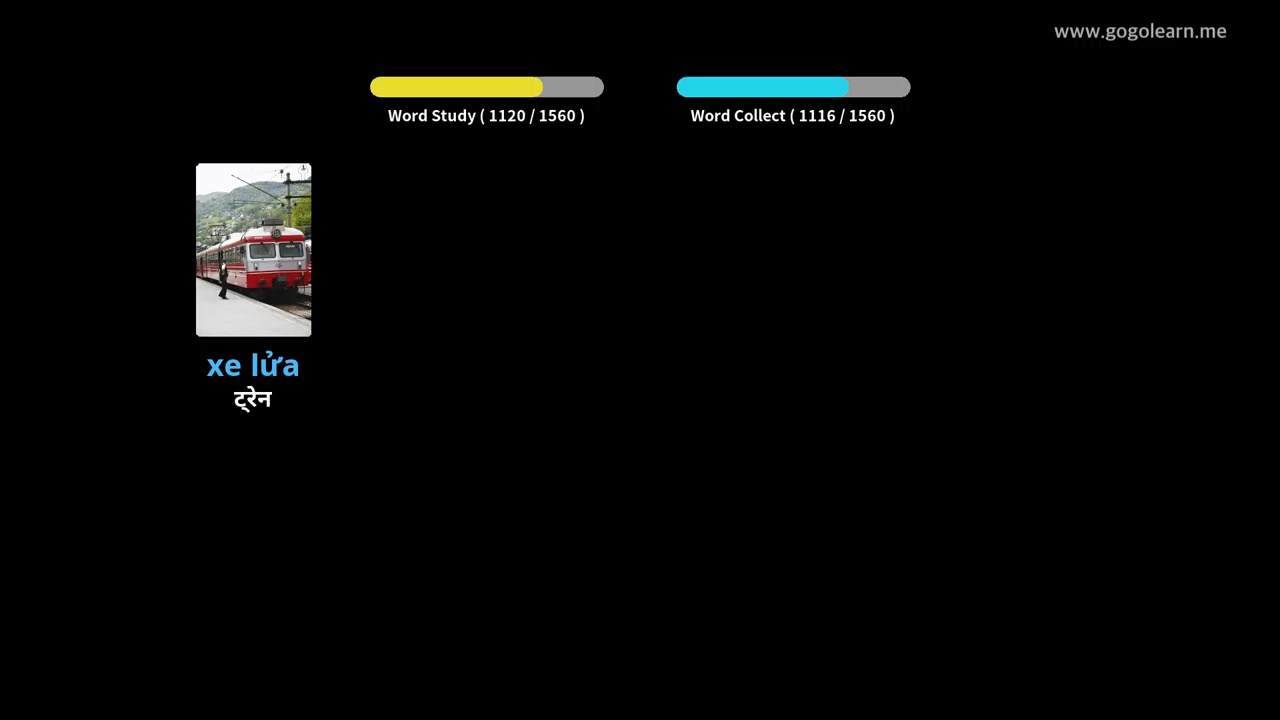 www.gogolearn.me
Word Study ( 1120 / 1560 )
Word Collect ( 1116 / 1560 )
xe lửa
ट्रेन